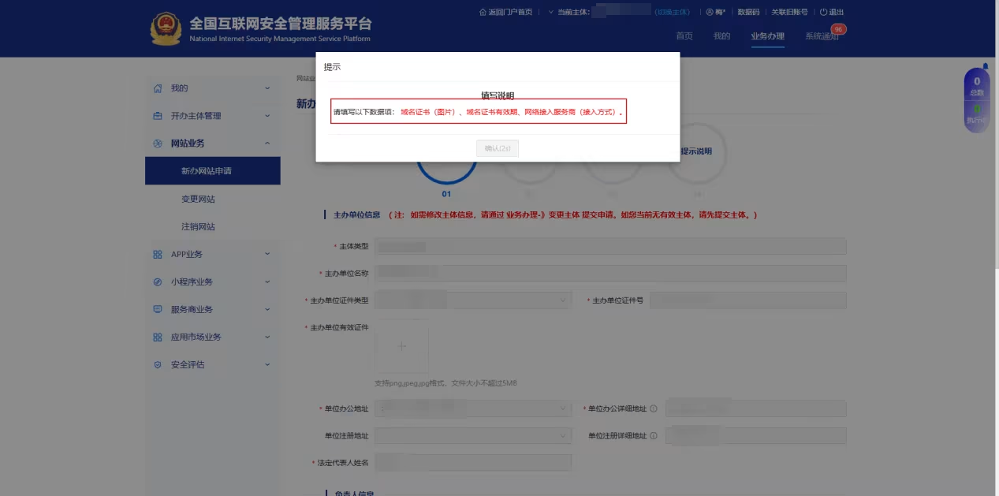 全国互联网安全管理服务平台
National Internet Security Management Service Platform
返回门户首页 当前主体: (切换主体) 梅* 数据码 关联旧账号 退出
首页 我的 业务办理 系统通知 96
提示
填写说明
请填写以下数据项: 域名证书（图片）、域名证书有效期、网络接入服务商（接入方式）。
确认(2s)
我的
开办主体管理
网站业务
新办网站申请
变更网站
注销网站
APP业务
小程序业务
服务商业务
应用市场业务
安全评估
网站业
新办
提示说明
01
0
总数
执行中
主办单位信息 （ 注: 如需修改主体信息，请通过 业务办理-》变更主体 提交申请。如您当前无有效主体，请先提交主体。）
* 主体类型
* 主办单位名称
* 主办单位证件类型
* 主办单位证件号
* 主办单位有效证件
支持png,jpeg,jpg格式，文件大小不超过5MB
* 单位办公地址
* 单位办公详细地址
单位注册地址
单位注册详细地址
* 法定代表人姓名
负责人信息